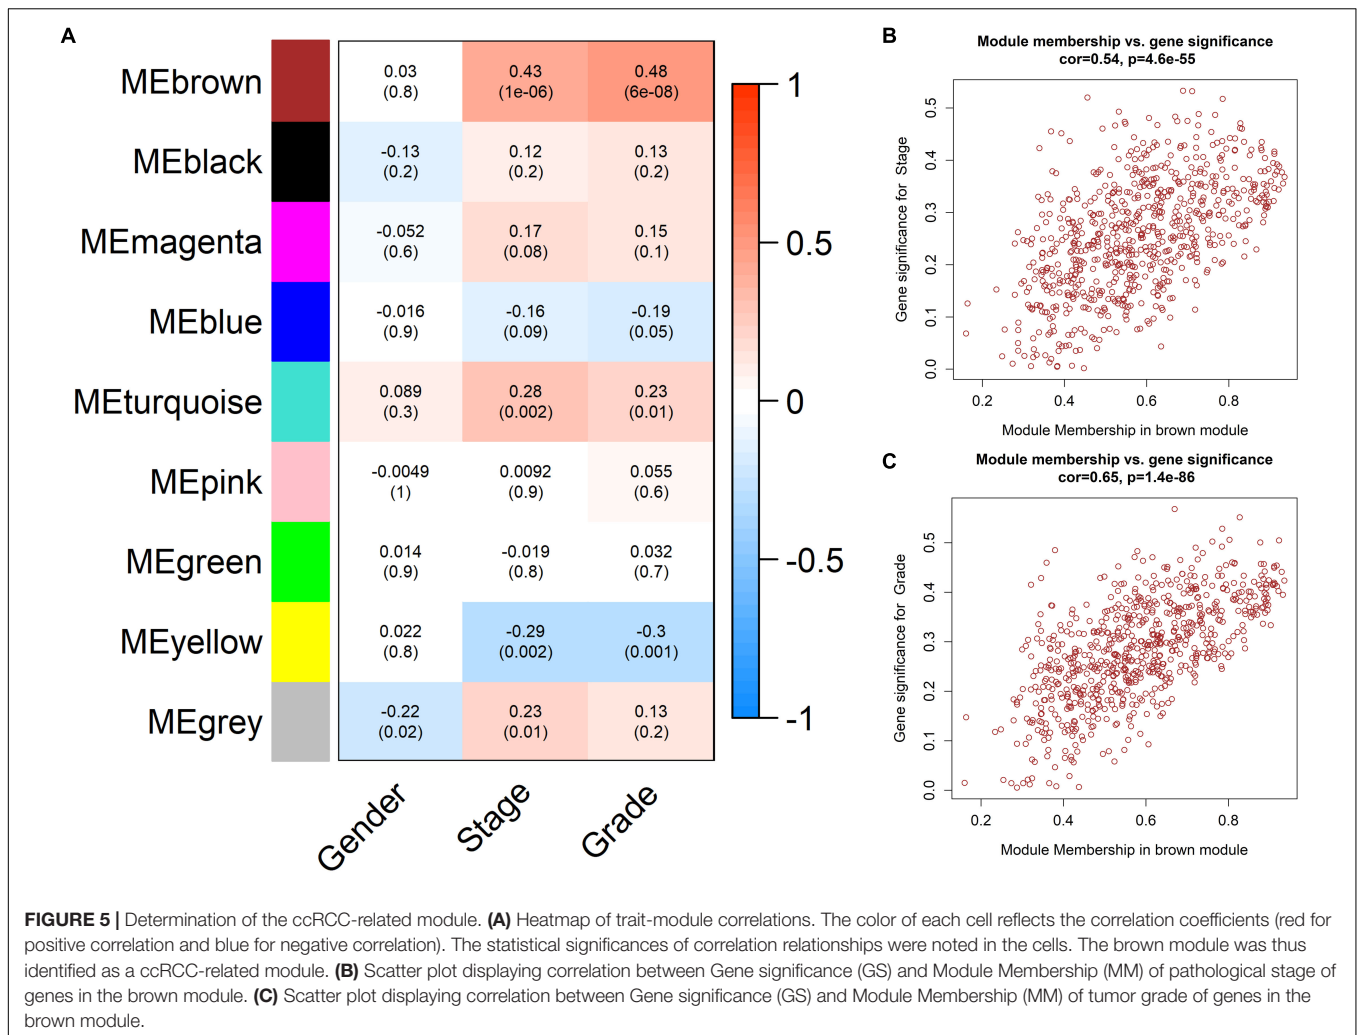 A
MEbrown 0.03 0.43 0.48
(0.8) (1e-06) (6e-08)
MEblack -0.13 0.12 0.13
(0.2) (0.2) (0.2)
MEmagenta -0.052 0.17 0.15
(0.6) (0.08) (0.1)
MEblue -0.016 -0.16 -0.19
(0.9) (0.09) (0.05)
MEturquoise 0.089 0.28 0.23
(0.3) (0.002) (0.01)
MEpink -0.0049 0.0092 0.055
(1) (0.9) (0.6)
MEgreen 0.014 -0.019 0.032
(0.9) (0.8) (0.7)
MEyellow 0.022 -0.29 -0.3
(0.8) (0.002) (0.001)
MEgrey -0.22 0.23 0.13
(0.02) (0.01) (0.2)
Gender Stage Grade
1
0.5
0
-0.5
-1
B
Module membership vs. gene significance
cor=0.54, p=4.6e-55
Gene significance for Stage
0.5
0.4
0.3
0.2
0.1
0.0
0.2 0.4 0.6 0.8
Module Membership in brown module
C
Module membership vs. gene significance
cor=0.65, p=1.4e-86
Gene significance for Grade
0.5
0.4
0.3
0.2
0.1
0.0
0.2 0.4 0.6 0.8
Module Membership in brown module
FIGURE 5 | Determination of the ccRCC-related module. (A) Heatmap of trait-module correlations. The color of each cell reflects the correlation coefficients (red for
positive correlation and blue for negative correlation). The statistical significances of correlation relationships were noted in the cells. The brown module was thus
identified as a ccRCC-related module. (B) Scatter plot displaying correlation between Gene significance (GS) and Module Membership (MM) of pathological stage of
genes in the brown module. (C) Scatter plot displaying correlation between Gene significance (GS) and Module Membership (MM) of tumor grade of genes in the
brown module.